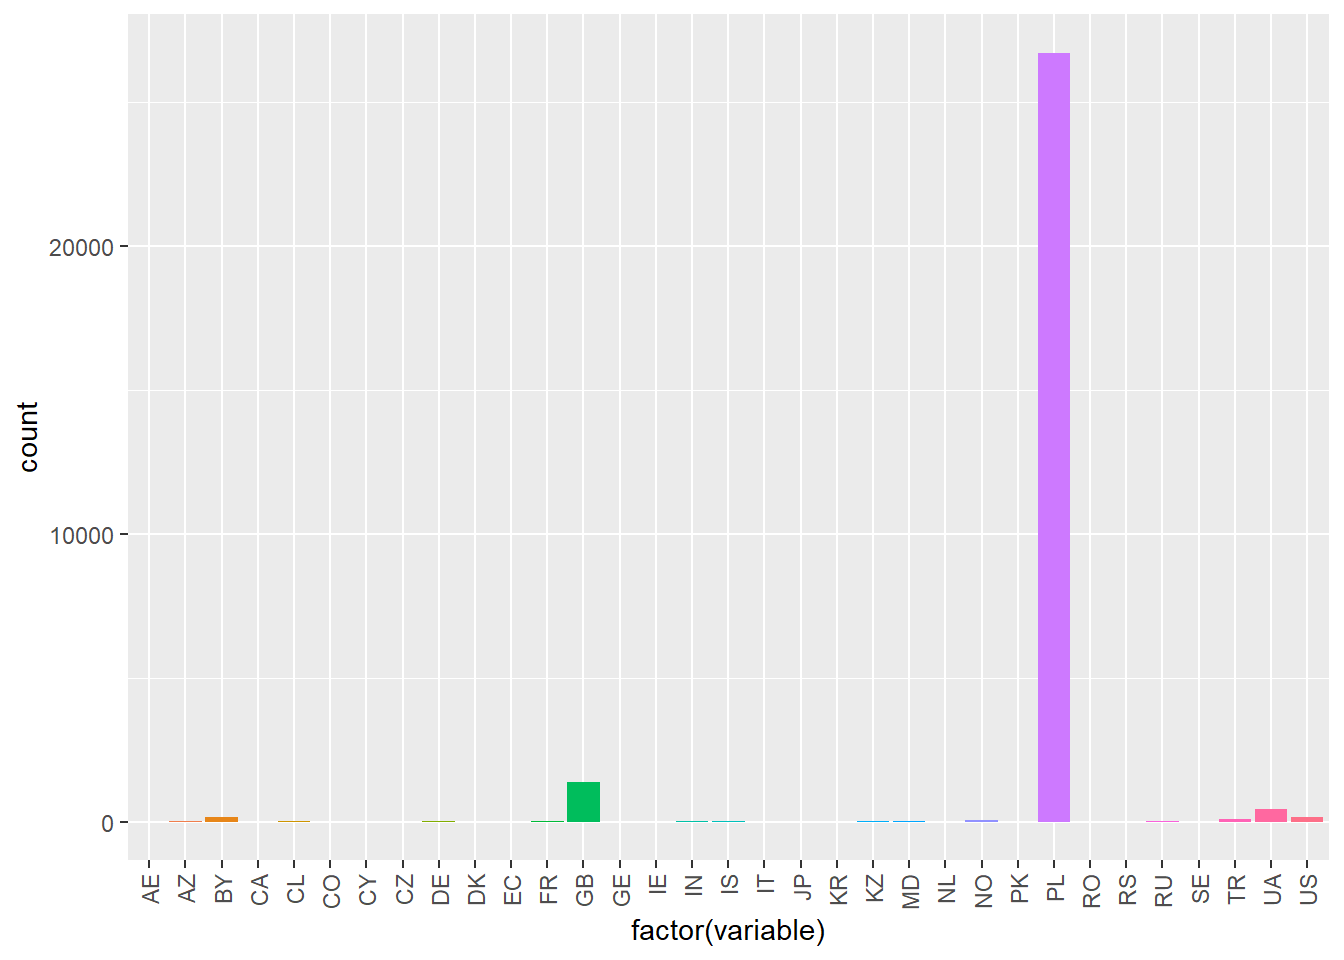 count
20000
10000
0
AE AZ BY CA CL CO CY CZ DE DK EC FR GB GE IE IN IS IT JP KR KZ MD NL NO PK PL RO RS RU SE TR UA US
factor(variable)